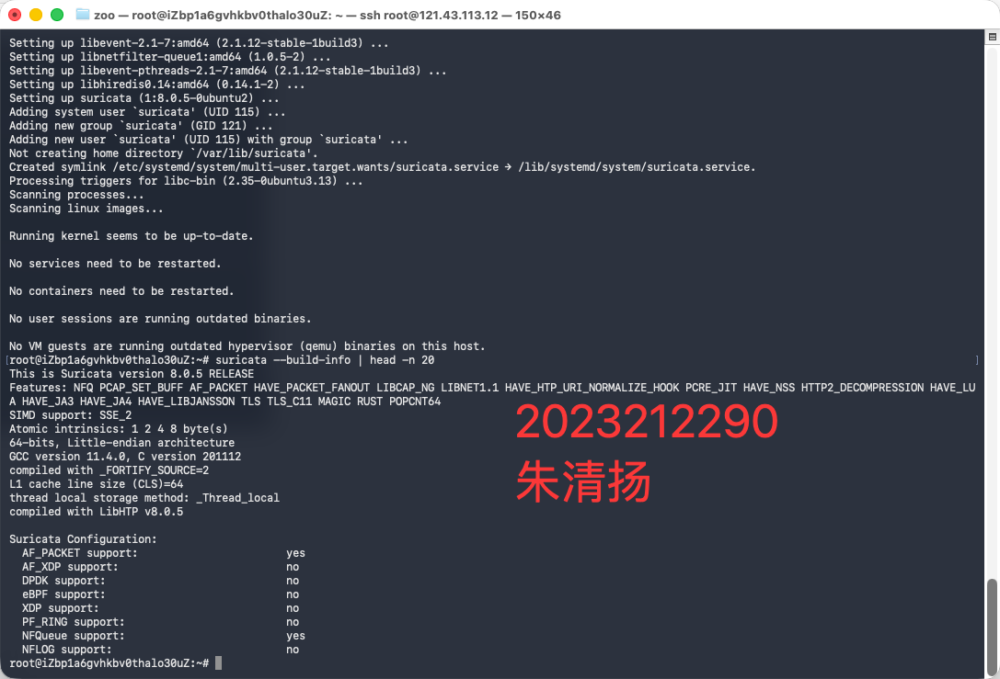 zoo — root@iZbp1a6gvhkbv0thalo30uZ: ~ — ssh root@121.43.113.12 — 150×46
Setting up libevent-2.1-7:amd64 (2.1.12-stable-1build3) ...
Setting up libnetfilter-queue1:amd64 (1.0.5-2) ...
Setting up libevent-pthreads-2.1-7:amd64 (2.1.12-stable-1build3) ...
Setting up libhiredis0.14:amd64 (0.14.1-2) ...
Setting up suricata (1:8.0.5-0ubuntu2) ...
Adding system user `suricata' (UID 115) ...
Adding new group `suricata' (GID 121) ...
Adding new user `suricata' (UID 115) with group `suricata' ...
Not creating home directory `/var/lib/suricata'.
Created symlink /etc/systemd/system/multi-user.target.wants/suricata.service → /lib/systemd/system/suricata.service.
Processing triggers for libc-bin (2.35-0ubuntu3.13) ...
Scanning processes...
Scanning linux images...
Running kernel seems to be up-to-date.
No services need to be restarted.
No containers need to be restarted.
No user sessions are running outdated binaries.
No VM guests are running outdated hypervisor (qemu) binaries on this host.
[root@iZbp1a6gvhkbv0thalo30uZ:~# suricata --build-info | head -n 20 ]
This is Suricata version 8.0.5 RELEASE
Features: NFQ PCAP_SET_BUFF AF_PACKET HAVE_PACKET_FANOUT LIBCAP_NG LIBNET1.1 HAVE_HTP_URI_NORMALIZE_HOOK PCRE_JIT HAVE_NSS HTTP2_DECOMPRESSION HAVE_LU
A HAVE_JA3 HAVE_JA4 HAVE_LIBJANSSON TLS TLS_C11 MAGIC RUST POPCNT64
SIMD support: SSE_2
Atomic intrinsics: 1 2 4 8 byte(s)
64-bits, Little-endian architecture
GCC version 11.4.0, C version 201112
compiled with _FORTIFY_SOURCE=2
L1 cache line size (CLS)=64
thread local storage method: _Thread_local
compiled with LibHTP v8.0.5
2023212290
朱清扬
Suricata Configuration:
AF_PACKET support: yes
AF_XDP support: no
DPDK support: no
eBPF support: no
XDP support: no
PF_RING support: no
NFQueue support: yes
NFLOG support: no
root@iZbp1a6gvhkbv0thalo30uZ:~#